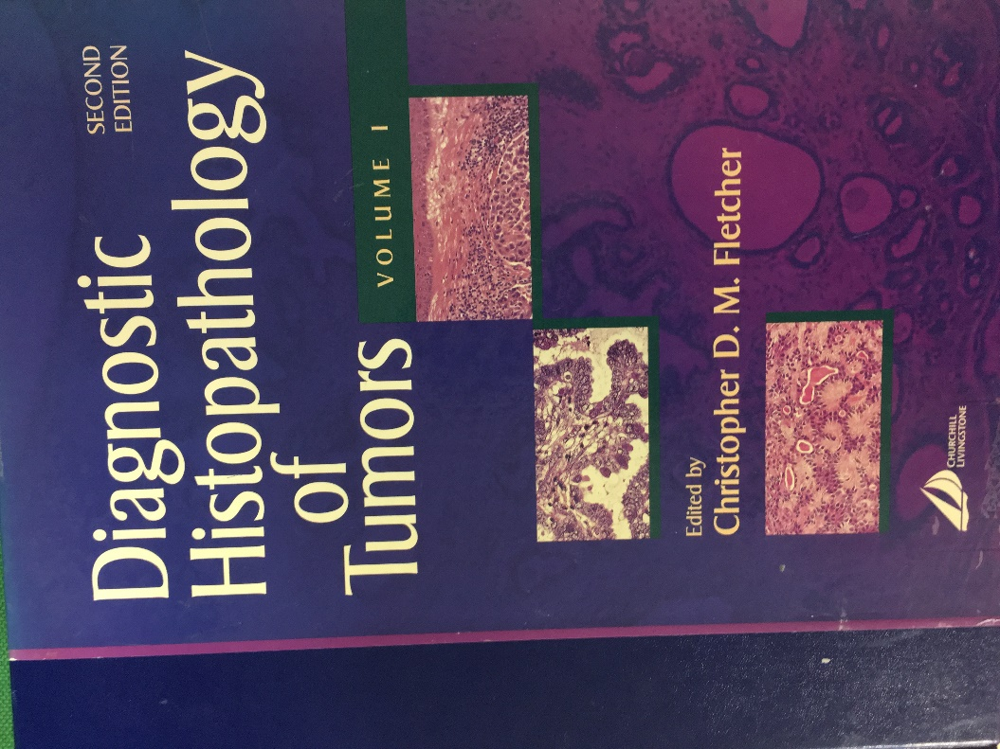 SECOND
EDITION
Diagnostic
Histopathology
of
Tumors
VOLUME I
Edited by
Christopher D. M. Fletcher
CHURCHILL
LIVINGSTONE